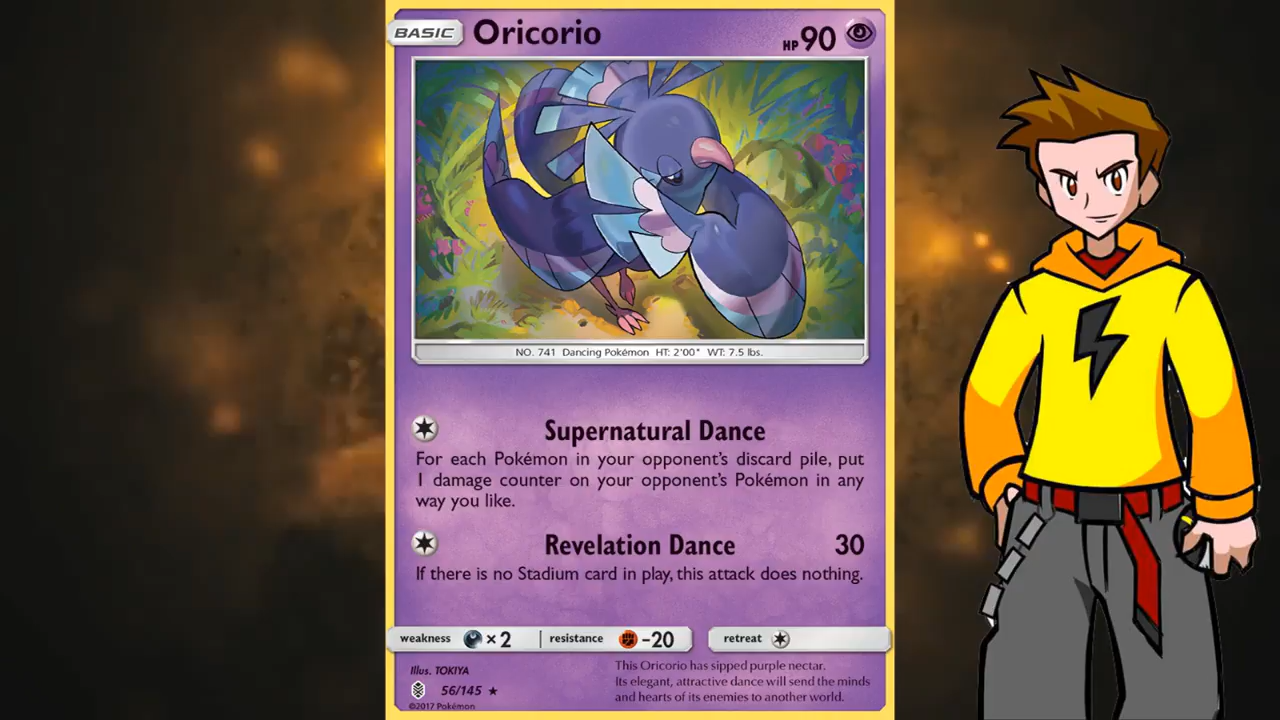 BASIC Oricorio HP 90
NO. 741 Dancing Pokémon HT: 2'00" WT: 7.5 lbs.
Supernatural Dance
For each Pokémon in your opponent's discard pile, put
1 damage counter on your opponent's Pokémon in any
way you like.
Revelation Dance 30
If there is no Stadium card in play, this attack does nothing.
weakness ×2 resistance -20 retreat
Illus. TOKIYA
56/145 ★
©2017 Pokémon
This Oricorio has sipped purple nectar.
Its elegant, attractive dance will send the minds
and hearts of its enemies to another world.